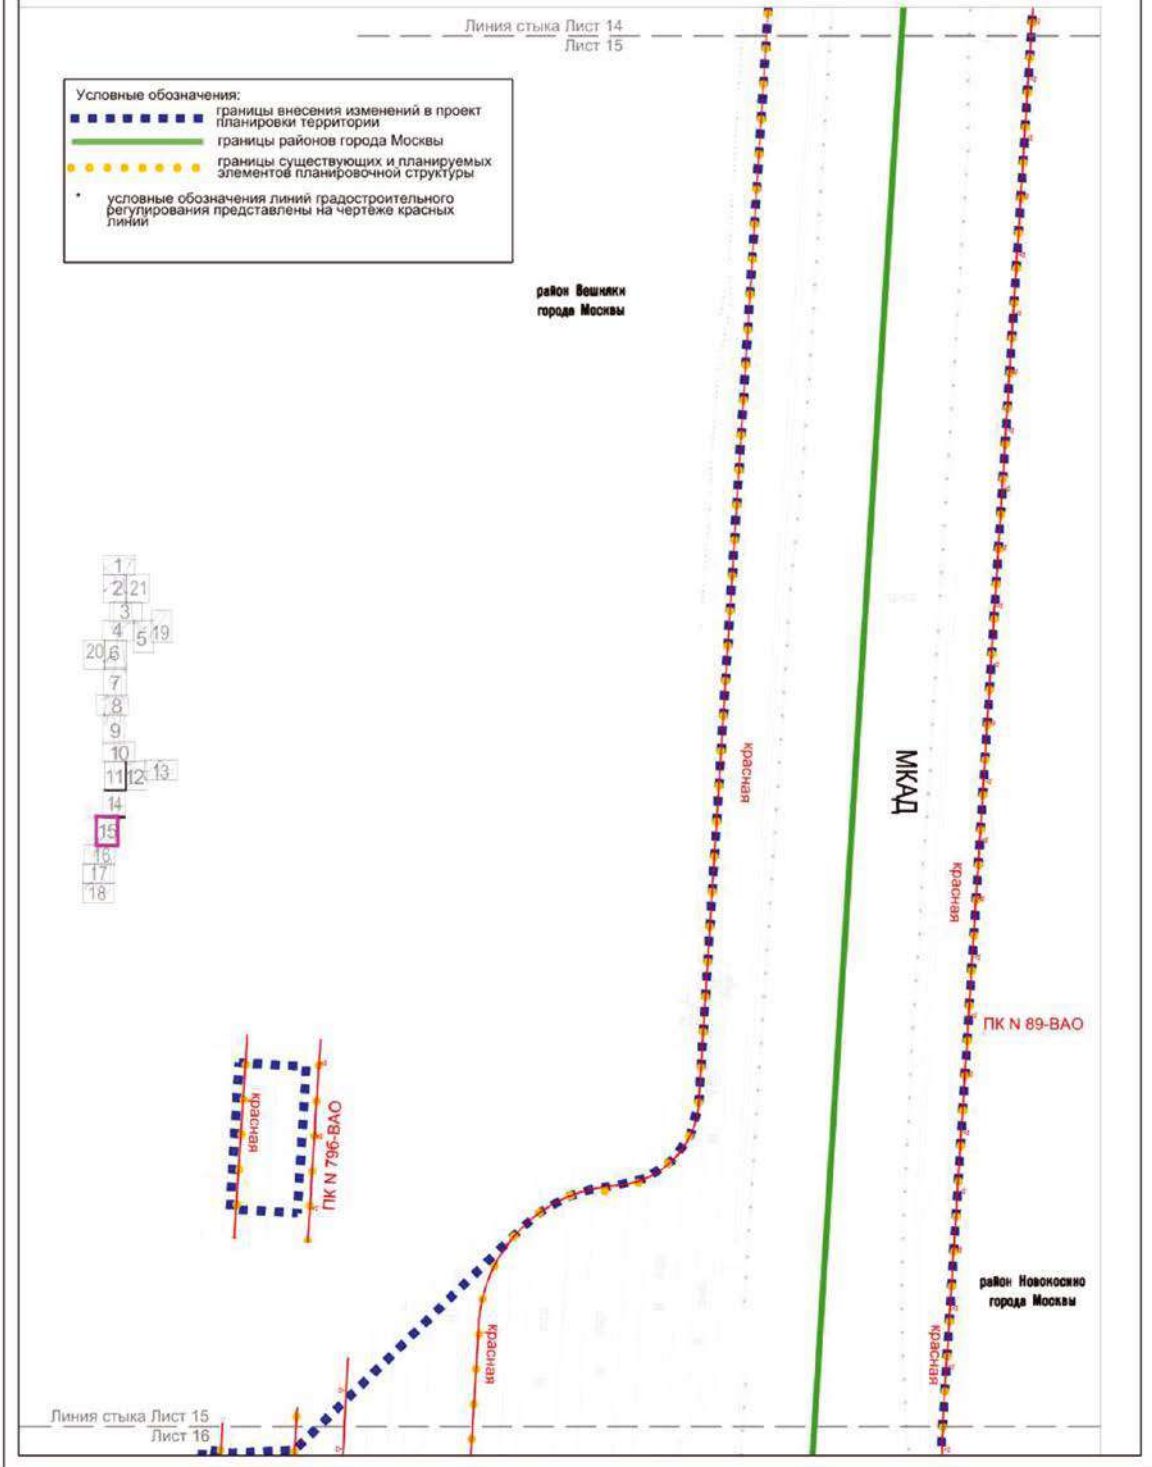 Линия стыка Лист 14
Лист 15
Условные обозначения:
границы внесения изменений в проект
планировки территории
границы районов города Москвы
границы существующих и планируемых
элементов планировочной структуры
* условные обозначения линий градостроительного
регулирования представлены на чертеже красных
линий
район Вешняки
города Москвы
1
2 21
3
4 5 19
20 6
7
8
9
10
11 12 13
14
15
16
17
18
красная
МКАД
красная
ПК N 89-ВАО
красная
ПК N 796-ВАО
район Новокосино
города Москвы
красная
красная
Линия стыка Лист 15
Лист 16